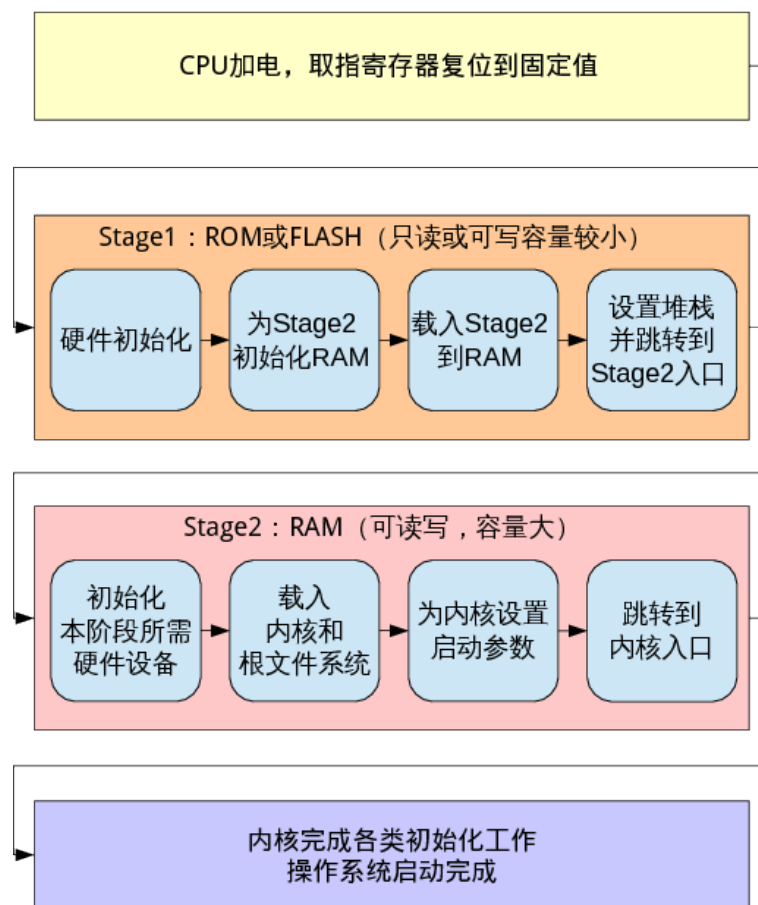 CPU加电，取指寄存器复位到固定值
Stage1：ROM或FLASH（只读或可写容量较小）
硬件初始化
为Stage2
初始化RAM
载入Stage2
到RAM
设置堆栈
并跳转到
Stage2入口
Stage2：RAM（可读写，容量大）
初始化
本阶段所需
硬件设备
载入
内核和
根文件系统
为内核设置
启动参数
跳转到
内核入口
内核完成各类初始化工作
操作系统启动完成